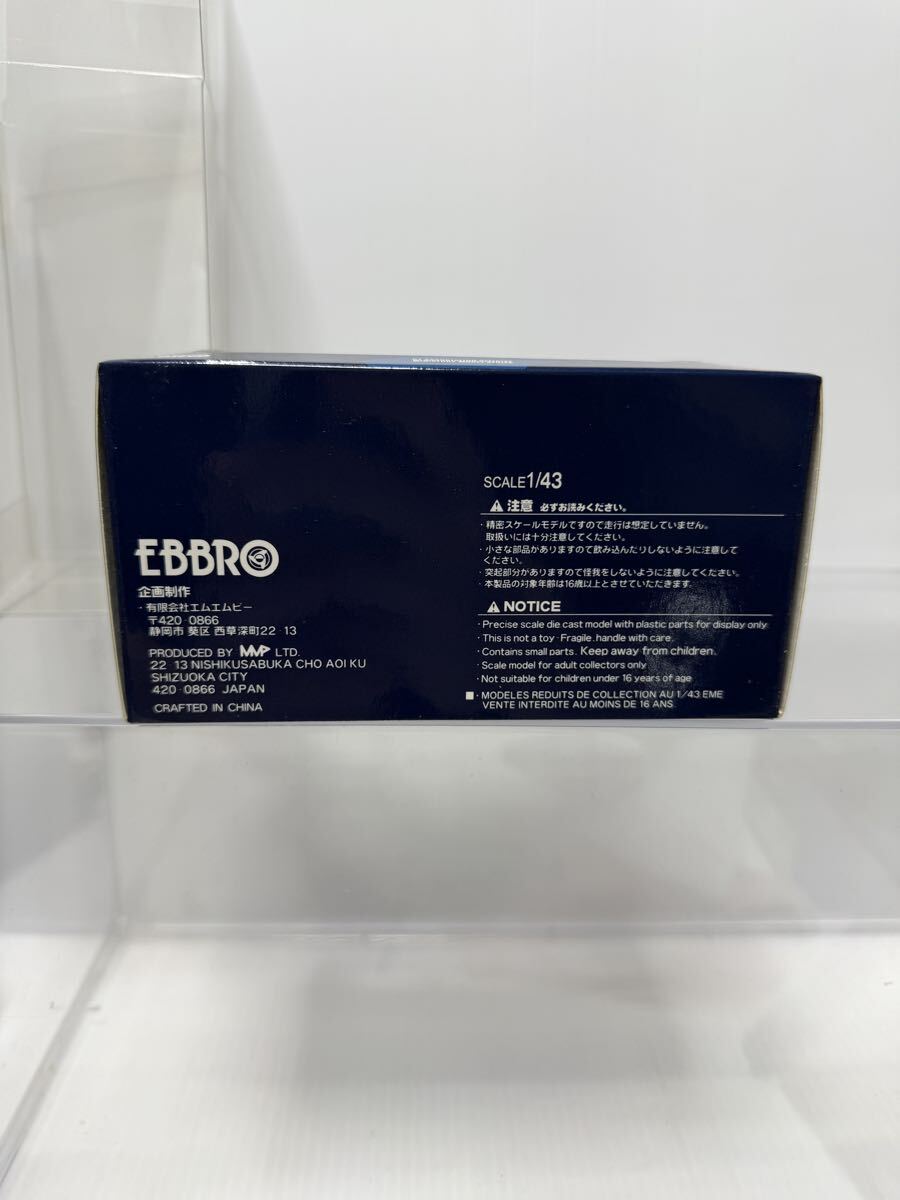 EBBRO
企画制作
・有限会社エムエムピー
〒420-0866
静岡市 葵区 西草深町22-13
PRODUCED BY MMP LTD.
22-13 NISHIKUSABUKA CHO AOI KU
SHIZUOKA CITY
420-0866 JAPAN
CRAFTED IN CHINA
SCALE1/43
⚠ 注意 必ずお読みください。
・精密スケールモデルですので走行は想定していません。
取扱いには十分注意してください。
・小さな部品がありますので飲み込んだりしないように注意して
ください。
・突起部分がありますので怪我をしないように注意してください。
・本製品の対象年齢は16歳以上とさせていただきます。
⚠ NOTICE
・Precise scale die cast model with plastic parts for display only
・This is not a toy・Fragile.handle with care.
・Contains small parts. Keep away from children.
・Scale model for adult collectors only
・Not suitable for children under 16 years of age
■・MODELES REDUITS DE COLLECTION AU 1/43 EME
VENTE INTERDITE AU MOINS DE 16 ANS